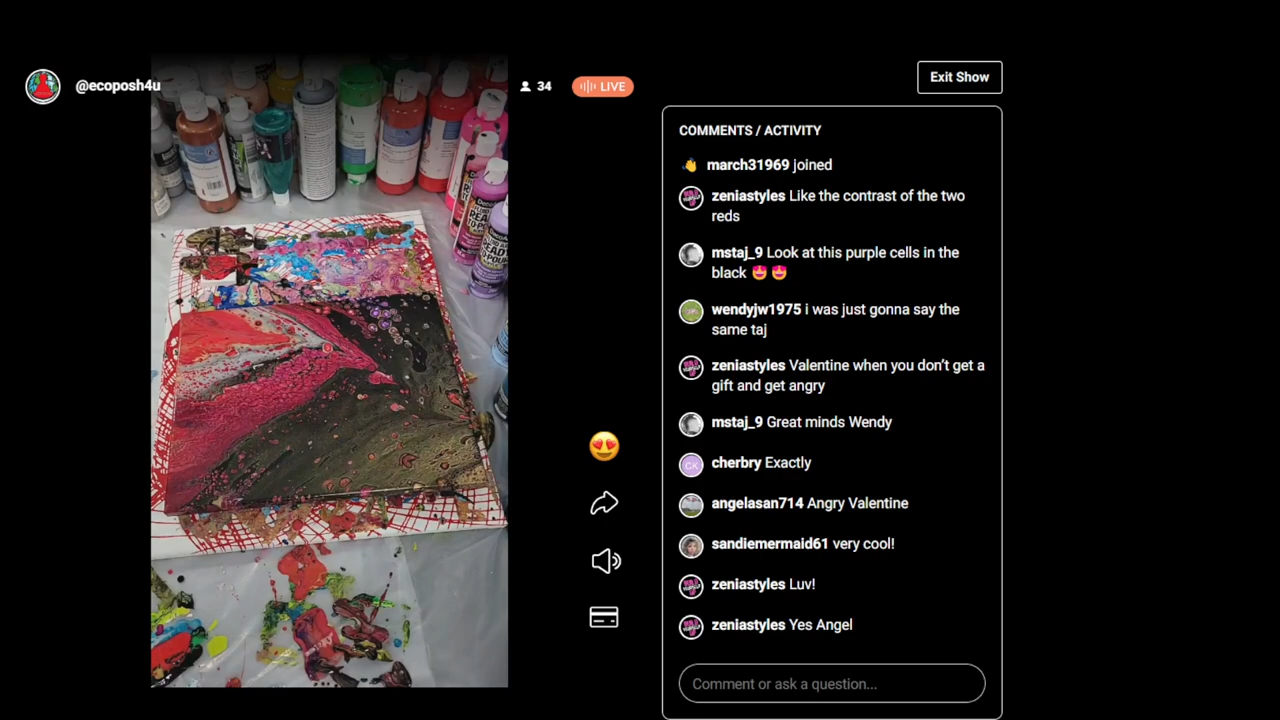 @ecoposh4u
34
LIVE
Exit Show
COMMENTS / ACTIVITY
👋 march31969 joined
zeniastyles Like the contrast of the two
reds
mstaj_9 Look at this purple cells in the
black 😍😍
wendyjw1975 i was just gonna say the
same taj
zeniastyles Valentine when you don’t get a
gift and get angry
mstaj_9 Great minds Wendy
CK
cherbry Exactly
angelasan714 Angry Valentine
sandiemermaid61 very cool!
zeniastyles Luv!
zeniastyles Yes Angel
Comment or ask a question...